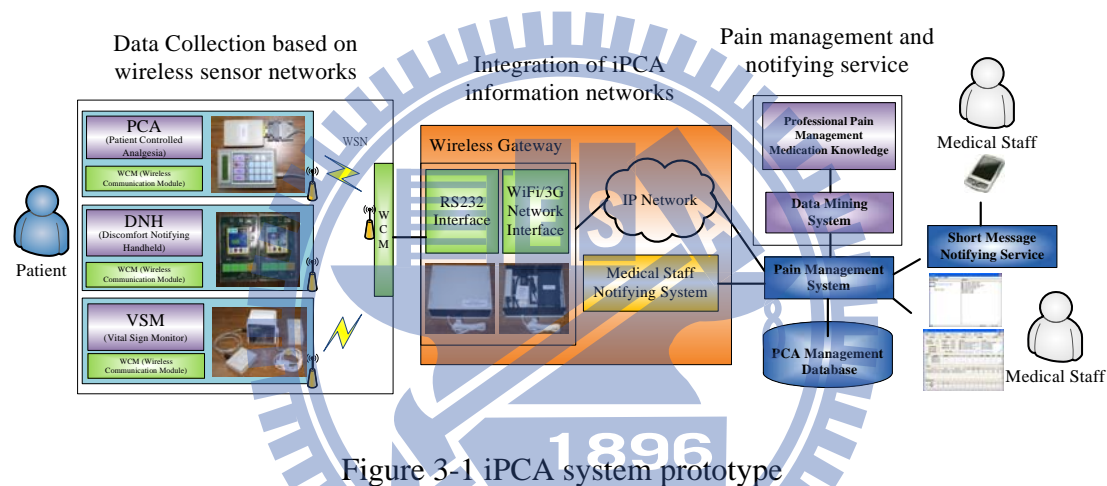 Data Collection based on
wireless sensor networks
Integration of iPCA
information networks
Pain management and
notifying service
PCA
(Patient Controlled
Analgesia)
WCM (Wireless
Communication Module)
DNH
(Discomfort Notifying
Handheld)
WCM (Wireless
Communication Module)
VSM
(Vital Sign Monitor)
WCM (Wireless
Communication Module)
Patient
WSN
W
C
M
Wireless Gateway
RS232
Interface
WiFi/3G
Network
Interface
IP Network
Medical Staff
Notifying System
Professional Pain
Management
Medication Knowledge
Data Mining
System
Pain Management
System
PCA Management
Database
Medical Staff
Short Message
Notifying Service
Medical Staff
ESA
1896
Figure 3-1 iPCA system prototype